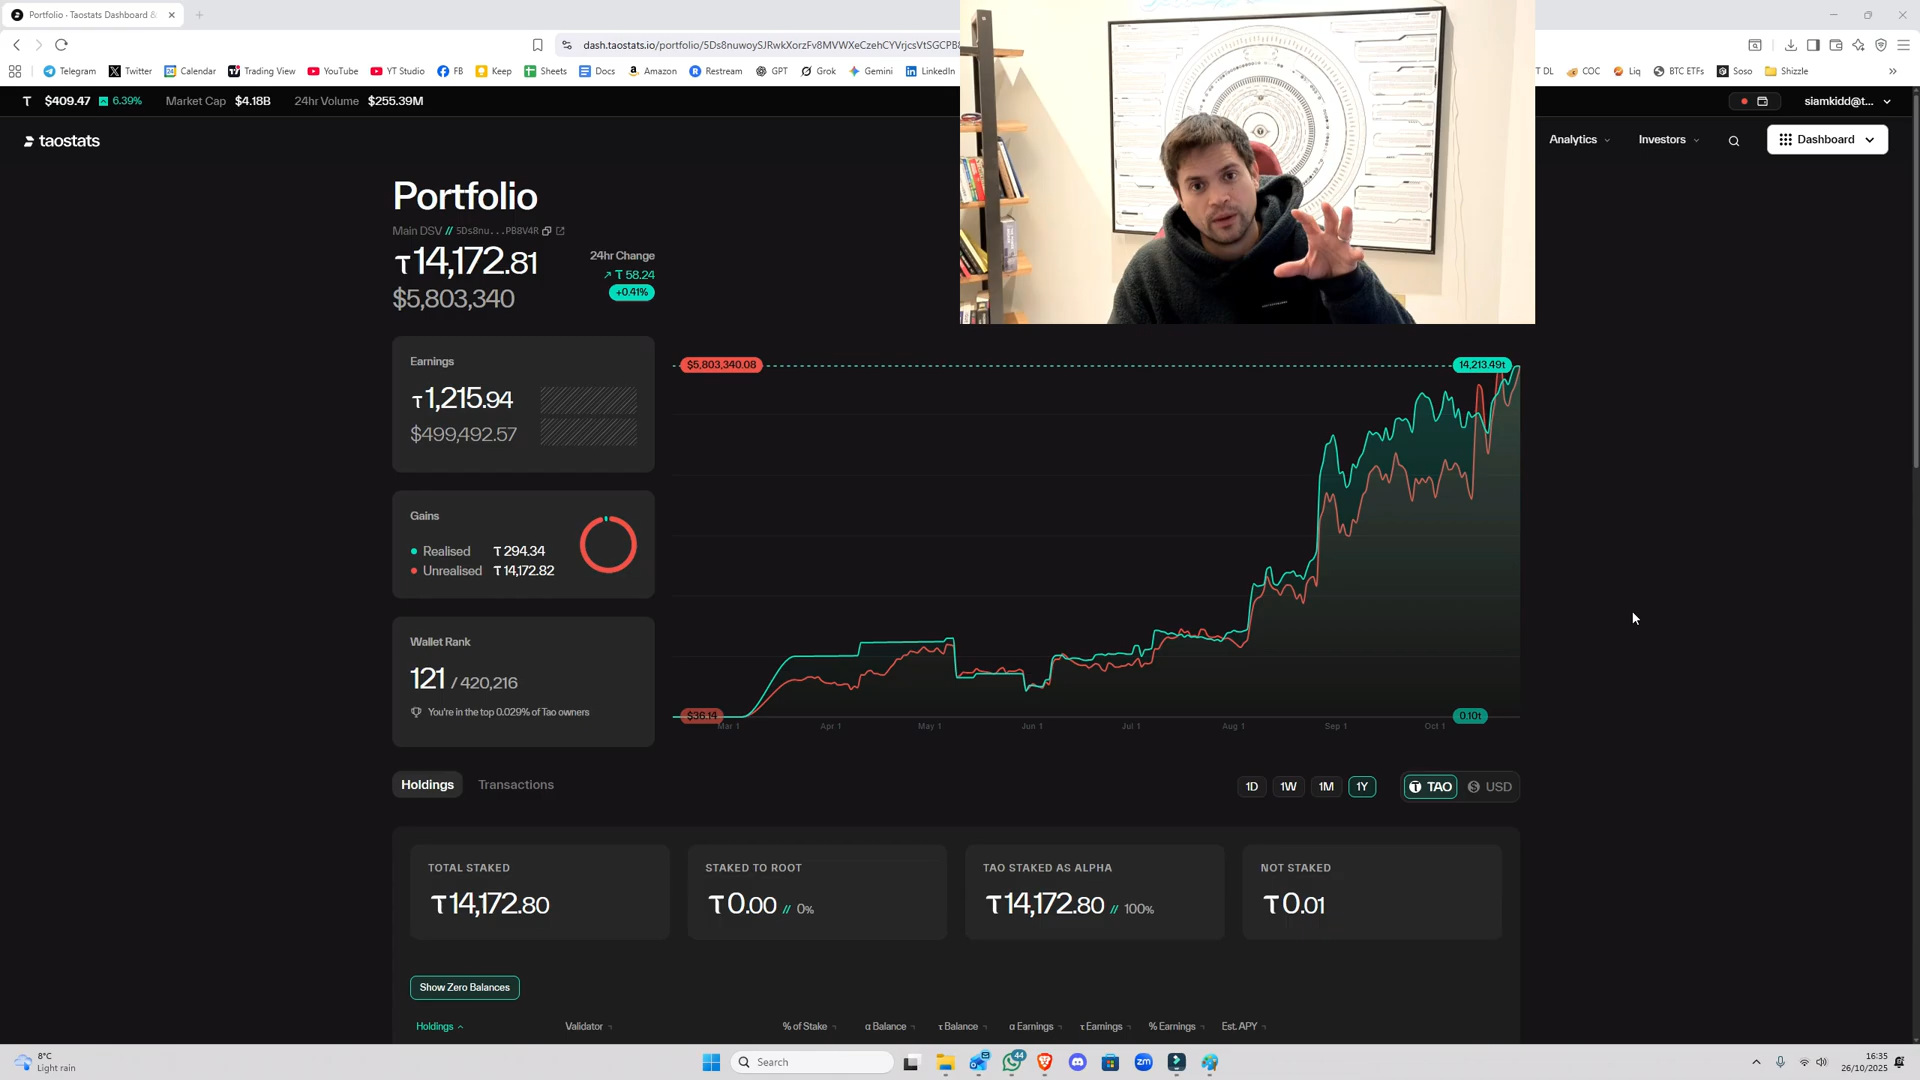 Portfolio · Taostats Dashboard &
dash.taostats.io/portfolio/5Ds8nuwoySJRwkXorzFv8MVWXeCzehCYVrjcsVtSGCPB
Telegram Twitter Calendar Trading View YouTube YT Studio FB Keep Sheets Docs Amazon Restream GPT Grok Gemini LinkedIn T DL COC Liq BTC ETFs Soso Shizzle
$409.47 6.39% Market Cap $4.18B 24hr Volume $255.39M siamkidd@t...
taostats Analytics Investors Dashboard
Portfolio
Main DSV // 5Ds8nu...PB8V4R
τ14,172.81
$5,803,340
24hr Change
τ 58.24
+0.41%
Earnings
τ1,215.94
$499,492.57
Gains
Realised τ 294.34
Unrealised τ 14,172.82
Wallet Rank
121 / 420,216
You're in the top 0.029% of Tao owners
$5,803,340.08 14,213.49τ
$36.14 0.10τ
Mar 1 Apr 1 May 1 Jun 1 Jul 1 Aug 1 Sep 1 Oct 1
Holdings Transactions 1D 1W 1M 1Y TAO USD
TOTAL STAKED
τ14,172.80
STAKED TO ROOT
τ0.00 // 0%
TAO STAKED AS ALPHA
τ14,172.80 // 100%
NOT STAKED
τ0.01
Show Zero Balances
Holdings Validator % of Stake α Balance τ Balance α Earnings τ Earnings % Earnings Est. APY
8°C
Light rain
Search
44
zm
16:35
26/10/2025